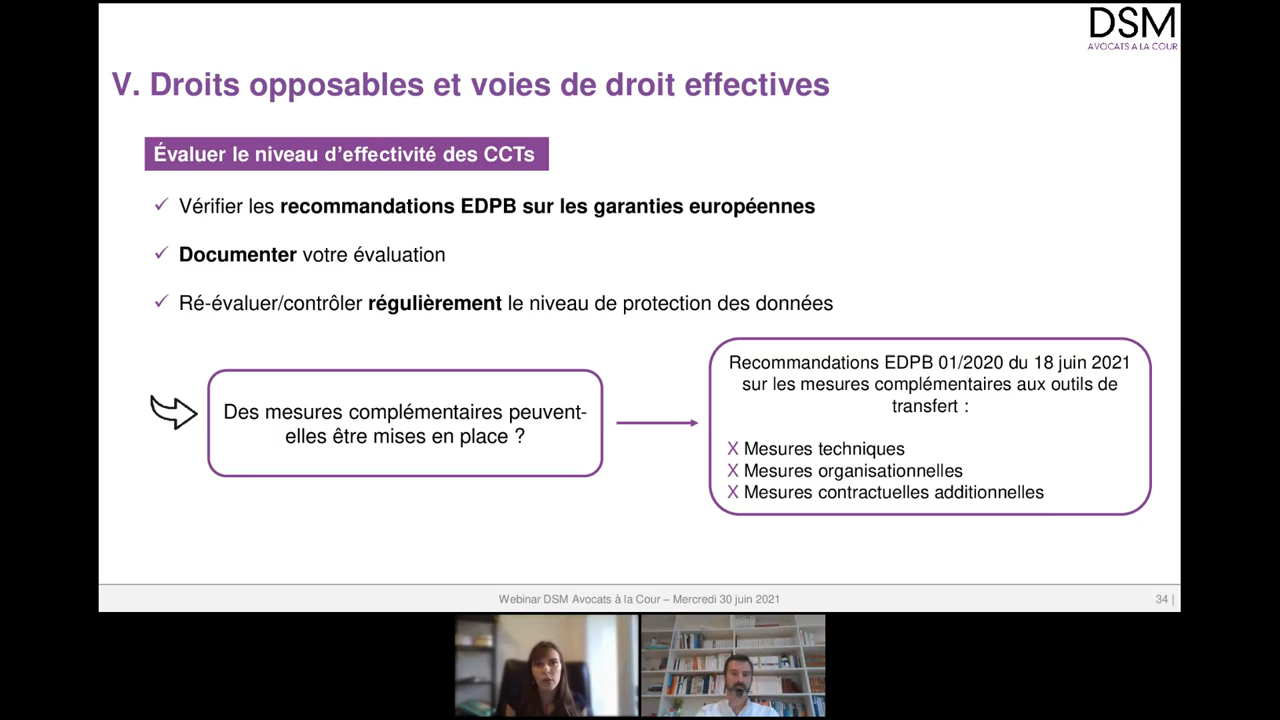 DSM
AVOCATS A LA COUR
V. Droits opposables et voies de droit effectives
Évaluer le niveau d'effectivité des CCTs
✓ Vérifier les recommandations EDPB sur les garanties européennes
✓ Documenter votre évaluation
✓ Ré-évaluer/contrôler régulièrement le niveau de protection des données
Des mesures complémentaires peuvent-
elles être mises en place ?
Recommandations EDPB 01/2020 du 18 juin 2021
sur les mesures complémentaires aux outils de
transfert :
X Mesures techniques
X Mesures organisationnelles
X Mesures contractuelles additionnelles
Webinar DSM Avocats à la Cour – Mercredi 30 juin 2021
34 |